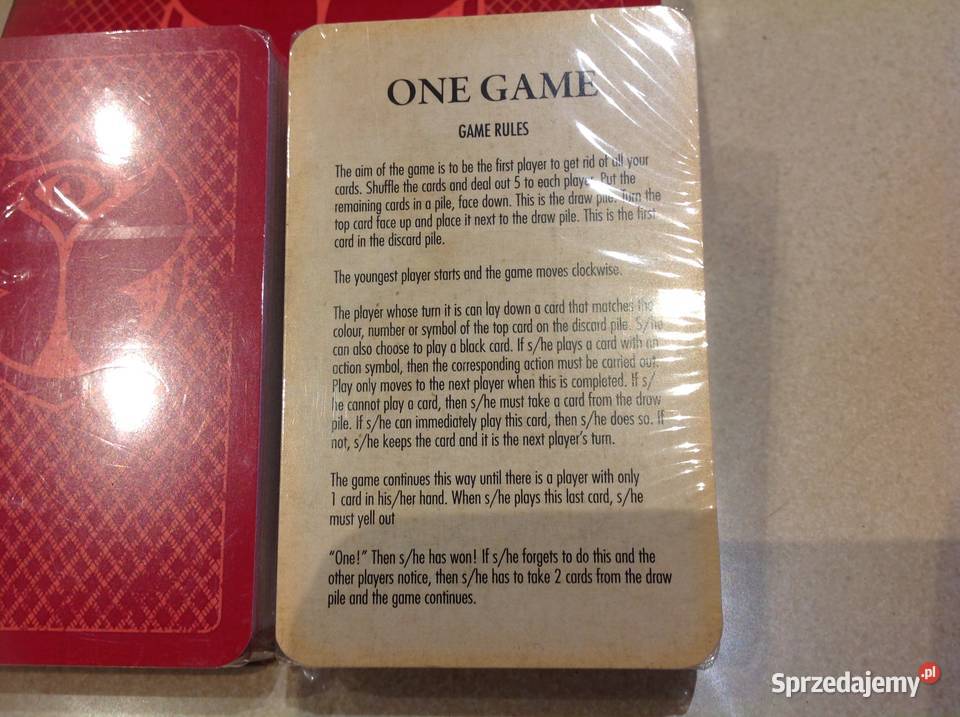 ONE GAME
GAME RULES
The aim of the game is to be the first player to get rid of all your
cards. Shuffle the cards and deal out 5 to each player. Put the
remaining cards in a pile, face down. This is the draw pile. Turn the
top card face up and place it next to the draw pile. This is the first
card in the discard pile.
The youngest player starts and the game moves clockwise.
The player whose turn it is can lay down a card that matches the
colour, number or symbol of the top card on the discard pile. S/he
can also choose to play a black card. If s/he plays a card with an
action symbol, then the corresponding action must be carried out.
Play only moves to the next player when this is completed. If s/
he cannot play a card, then s/he must take a card from the draw
pile. If s/he can immediately play this card, then s/he does so. If
not, s/he keeps the card and it is the next player's turn.
The game continues this way until there is a player with only
1 card in his/her hand. When s/he plays this last card, s/he
must yell out
“One!” Then s/he has won! If s/he forgets to do this and the
other players notice, then s/he has to take 2 cards from the draw
pile and the game continues.
Sprzedajemy.pl